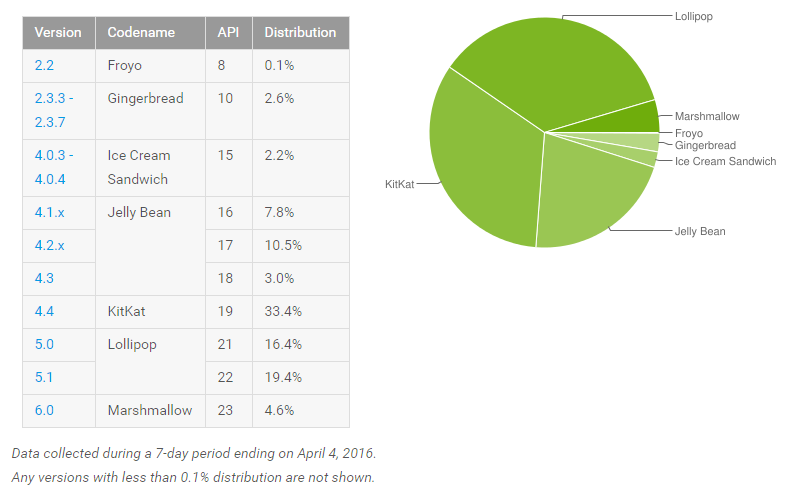 Version Codename API Distribution
2.2 Froyo 8 0.1%
2.3.3 - Gingerbread 10 2.6%
2.3.7
4.0.3 - Ice Cream 15 2.2%
4.0.4 Sandwich
4.1.x Jelly Bean 16 7.8%
4.2.x 17 10.5%
4.3 18 3.0%
4.4 KitKat 19 33.4%
5.0 Lollipop 21 16.4%
5.1 22 19.4%
6.0 Marshmallow 23 4.6%
Data collected during a 7-day period ending on April 4, 2016.
Any versions with less than 0.1% distribution are not shown.
Lollipop
Marshmallow
Froyo
Gingerbread
Ice Cream Sandwich
KitKat
Jelly Bean